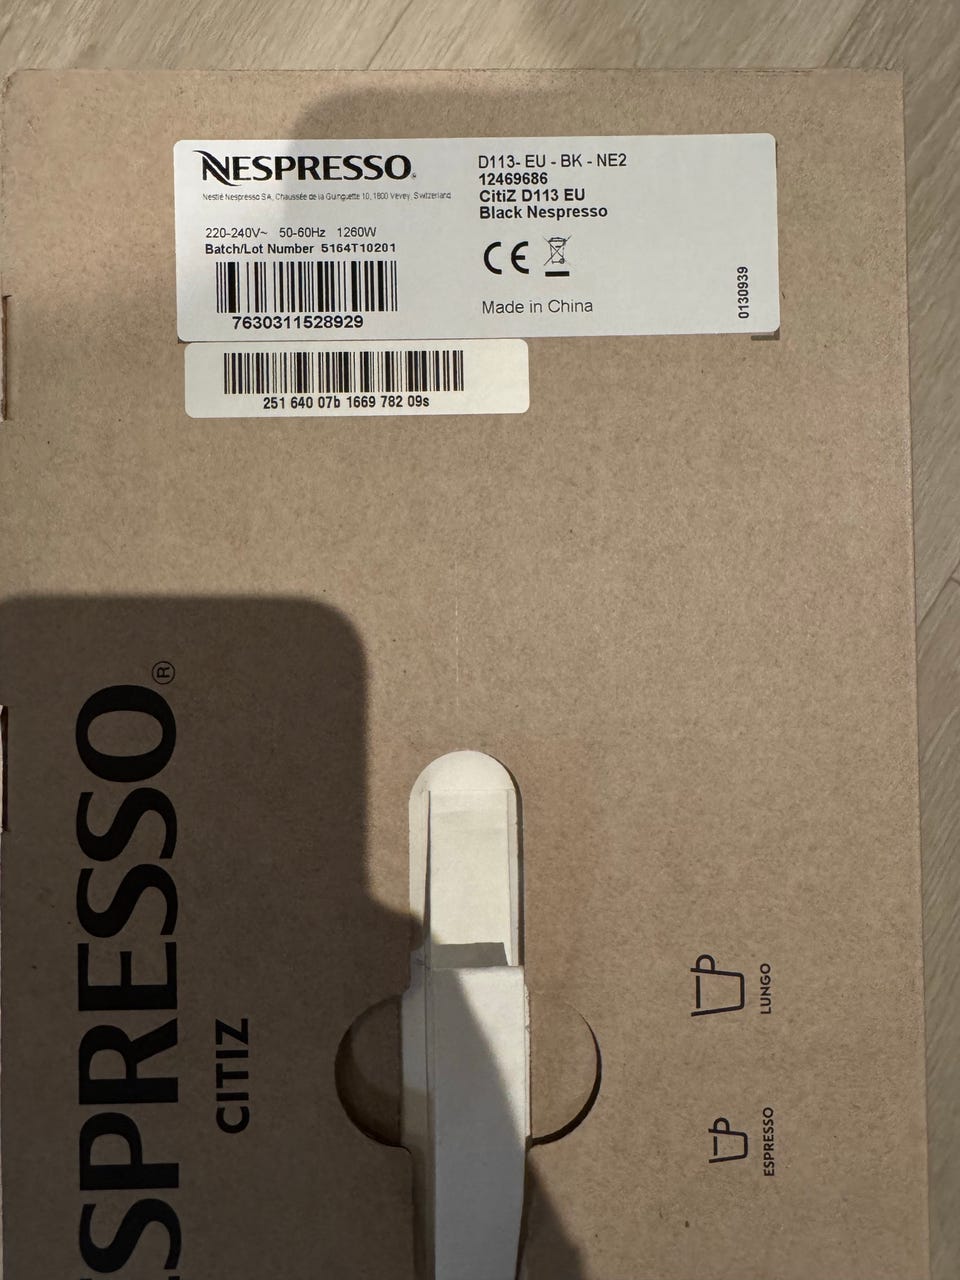 NESPRESSO.
Nestlé Nespresso SA, Chaussée de la Guinguette 10, 1800 Vevey, Switzerland
220-240V~ 50-60Hz 1260W
Batch/Lot Number 5164T10201
7630311528929
D113- EU - BK - NE2
12469686
CitiZ D113 EU
Black Nespresso
CE
Made in China
0130939
251 640 07b 1669 782 09s
ESPRESSO®
CITIZ
LUNGO
ESPRESSO